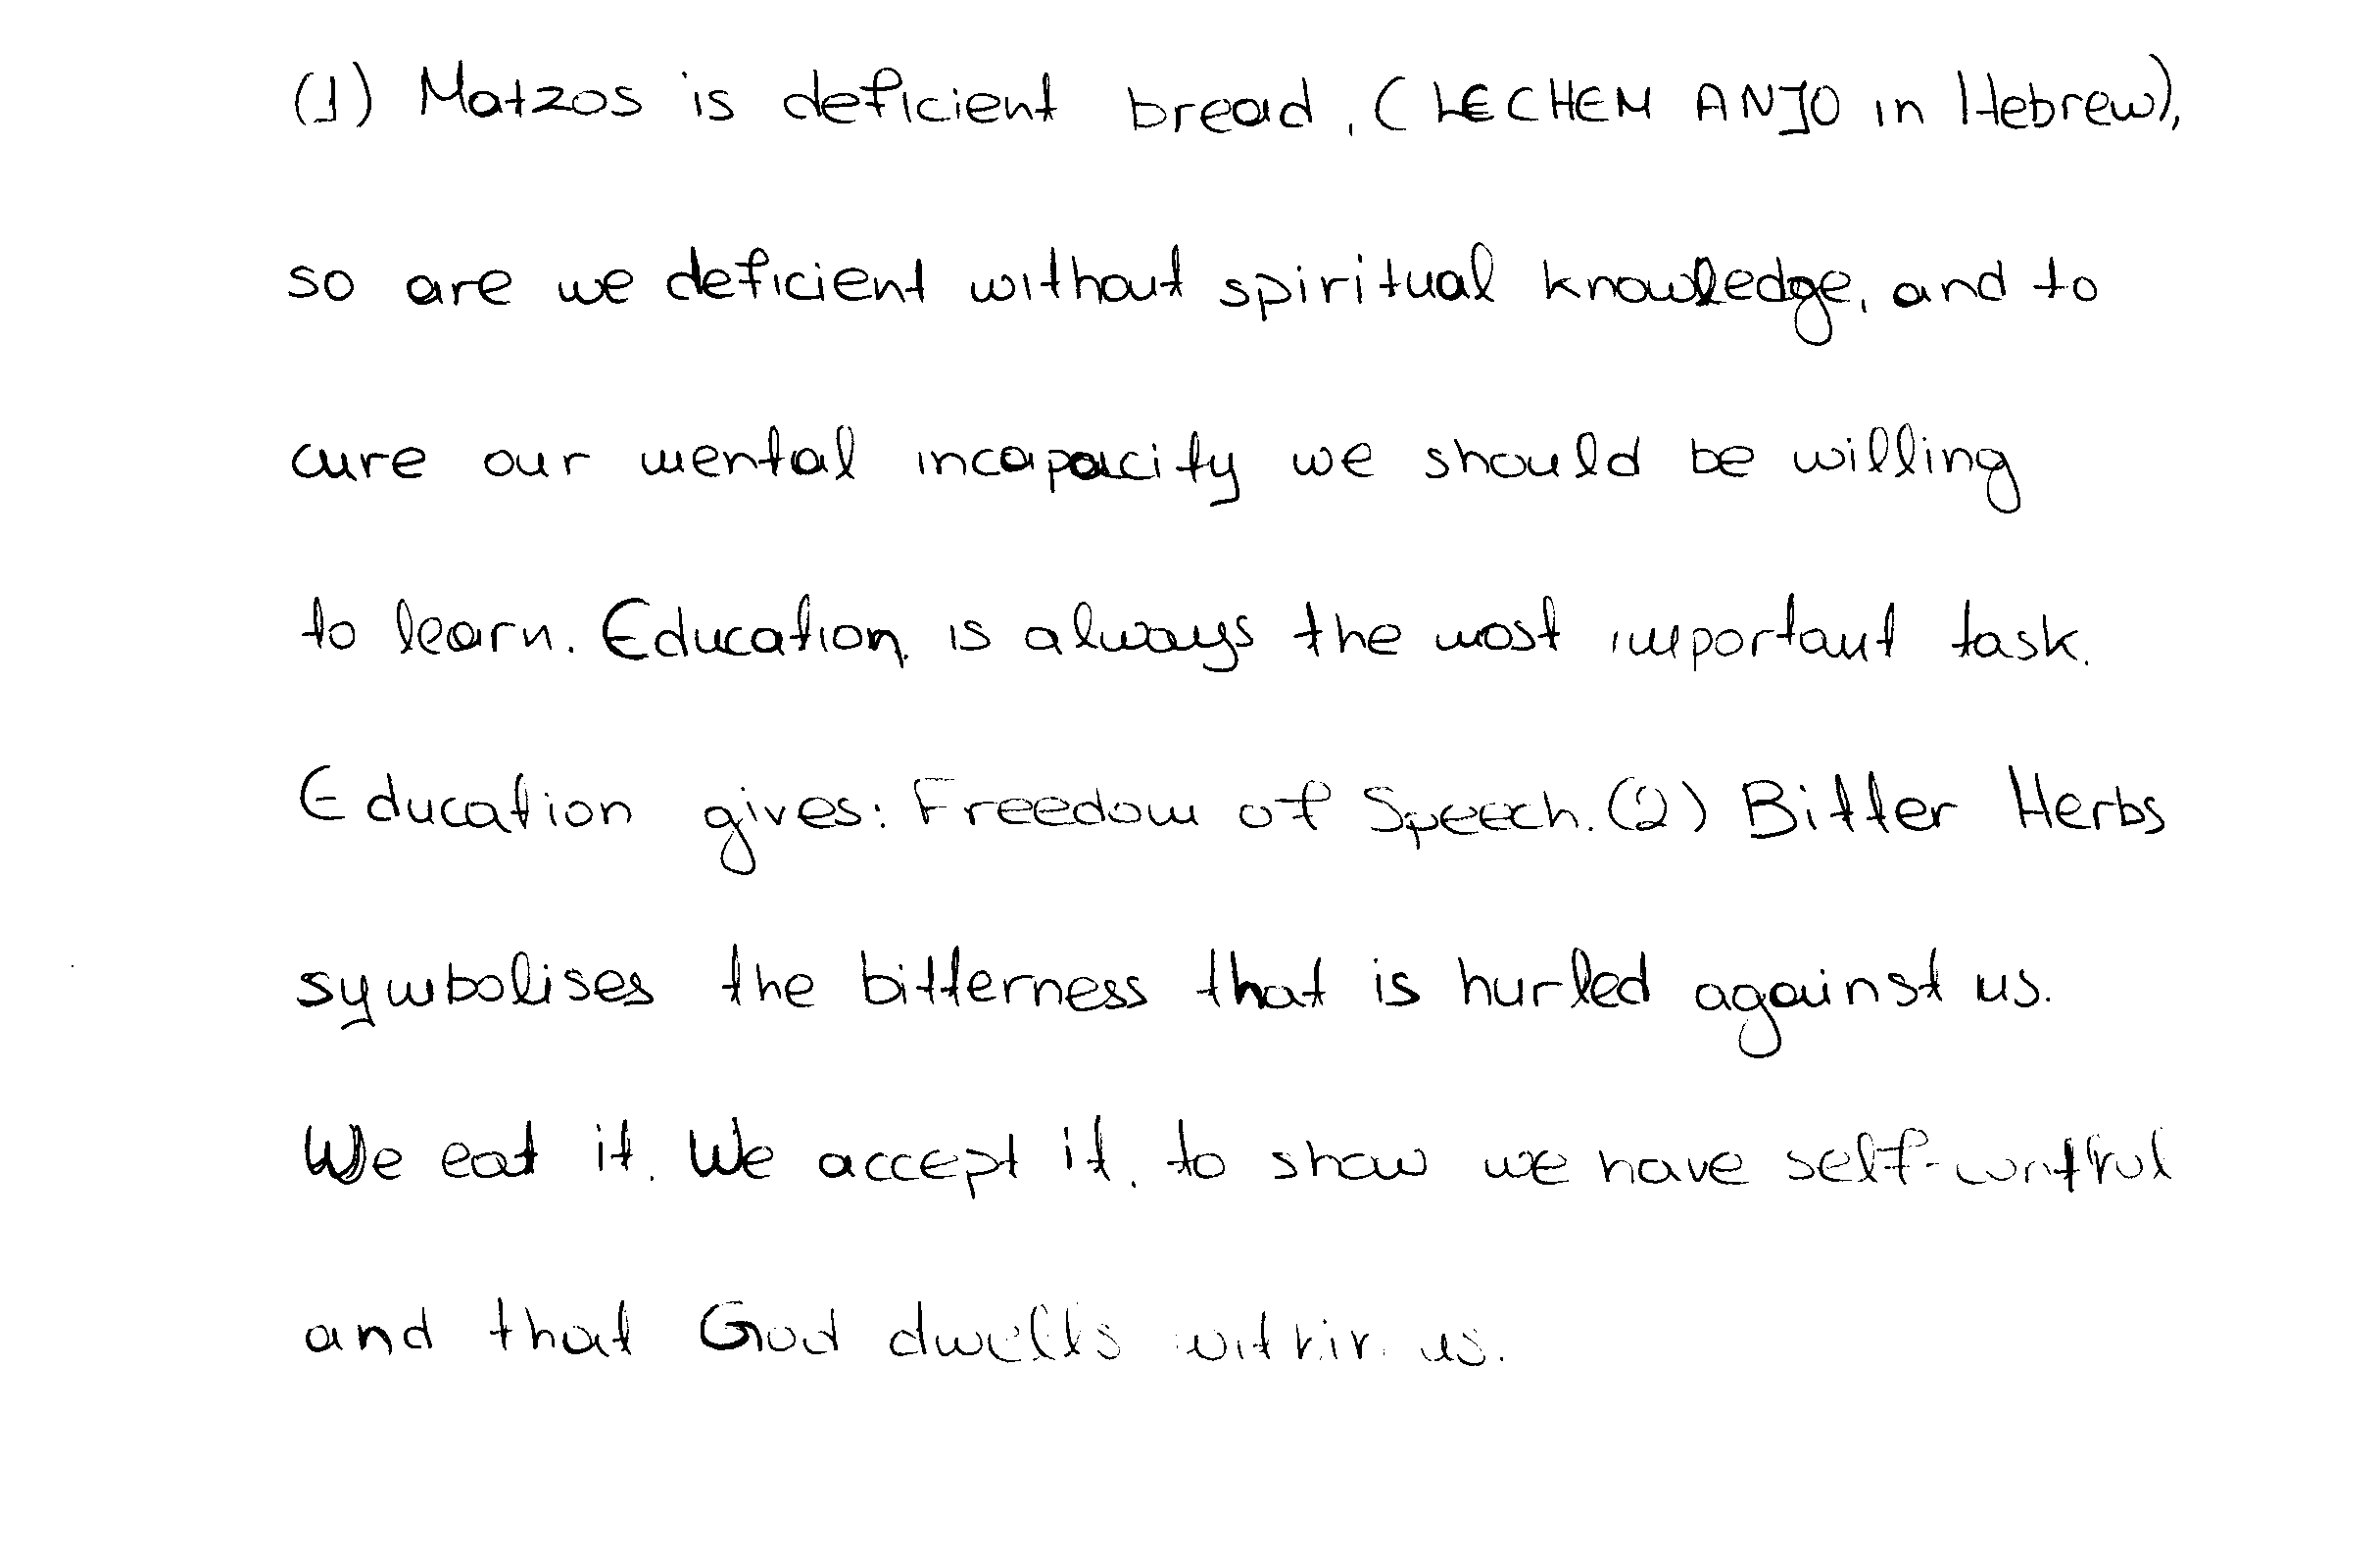 (1) Matzos is deficient bread, (LECHEM ANJO in Hebrew),
so are we deficient without spiritual knowledge, and to
cure our mental incapacity we should be willing
to learn. Education is always the most important task.
Education gives: Freedom of Speech. (2) Bitter Herbs
symbolises the bitterness that is hurled against us.
We eat it. We accept it, to show we have self-control
and that God dwells within us.